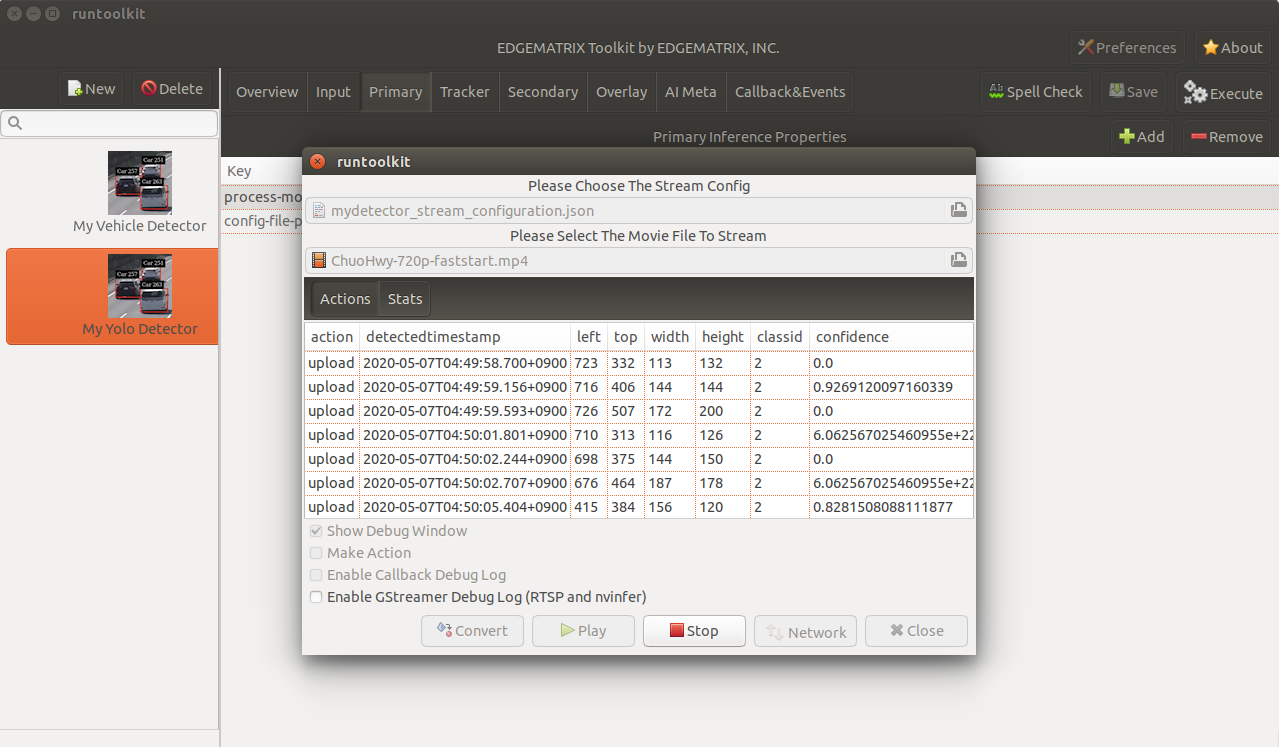 runtoolkit
EDGEMATRIX Toolkit by EDGEMATRIX, INC.
Preferences
About
New
Delete
Overview
Input
Primary
Tracker
Secondary
Overlay
AI Meta
Callback&Events
Spell Check
Save
Execute
Primary Inference Properties
Add
Remove
Key
process-mo
config-file-p
Car 251
Car 257
Car 263
My Vehicle Detector
Car 251
Car 257
Car 263
My Yolo Detector
runtoolkit
Please Choose The Stream Config
mydetector_stream_configuration.json
Please Select The Movie File To Stream
ChuoHwy-720p-faststart.mp4
Actions
Stats
action detectedtimestamp left top width height classid confidence
upload 2020-05-07T04:49:58.700+0900 723 332 113 132 2 0.0
upload 2020-05-07T04:49:59.156+0900 716 406 144 144 2 0.9269120097160339
upload 2020-05-07T04:49:59.593+0900 726 507 172 200 2 0.0
upload 2020-05-07T04:50:01.801+0900 710 313 116 126 2 6.062567025460955e+22
upload 2020-05-07T04:50:02.244+0900 698 375 144 150 2 0.0
upload 2020-05-07T04:50:02.707+0900 676 464 187 178 2 6.062567025460955e+22
upload 2020-05-07T04:50:05.404+0900 415 384 156 120 2 0.8281508088111877
Show Debug Window
Make Action
Enable Callback Debug Log
Enable GStreamer Debug Log (RTSP and nvinfer)
Convert
Play
Stop
Network
Close